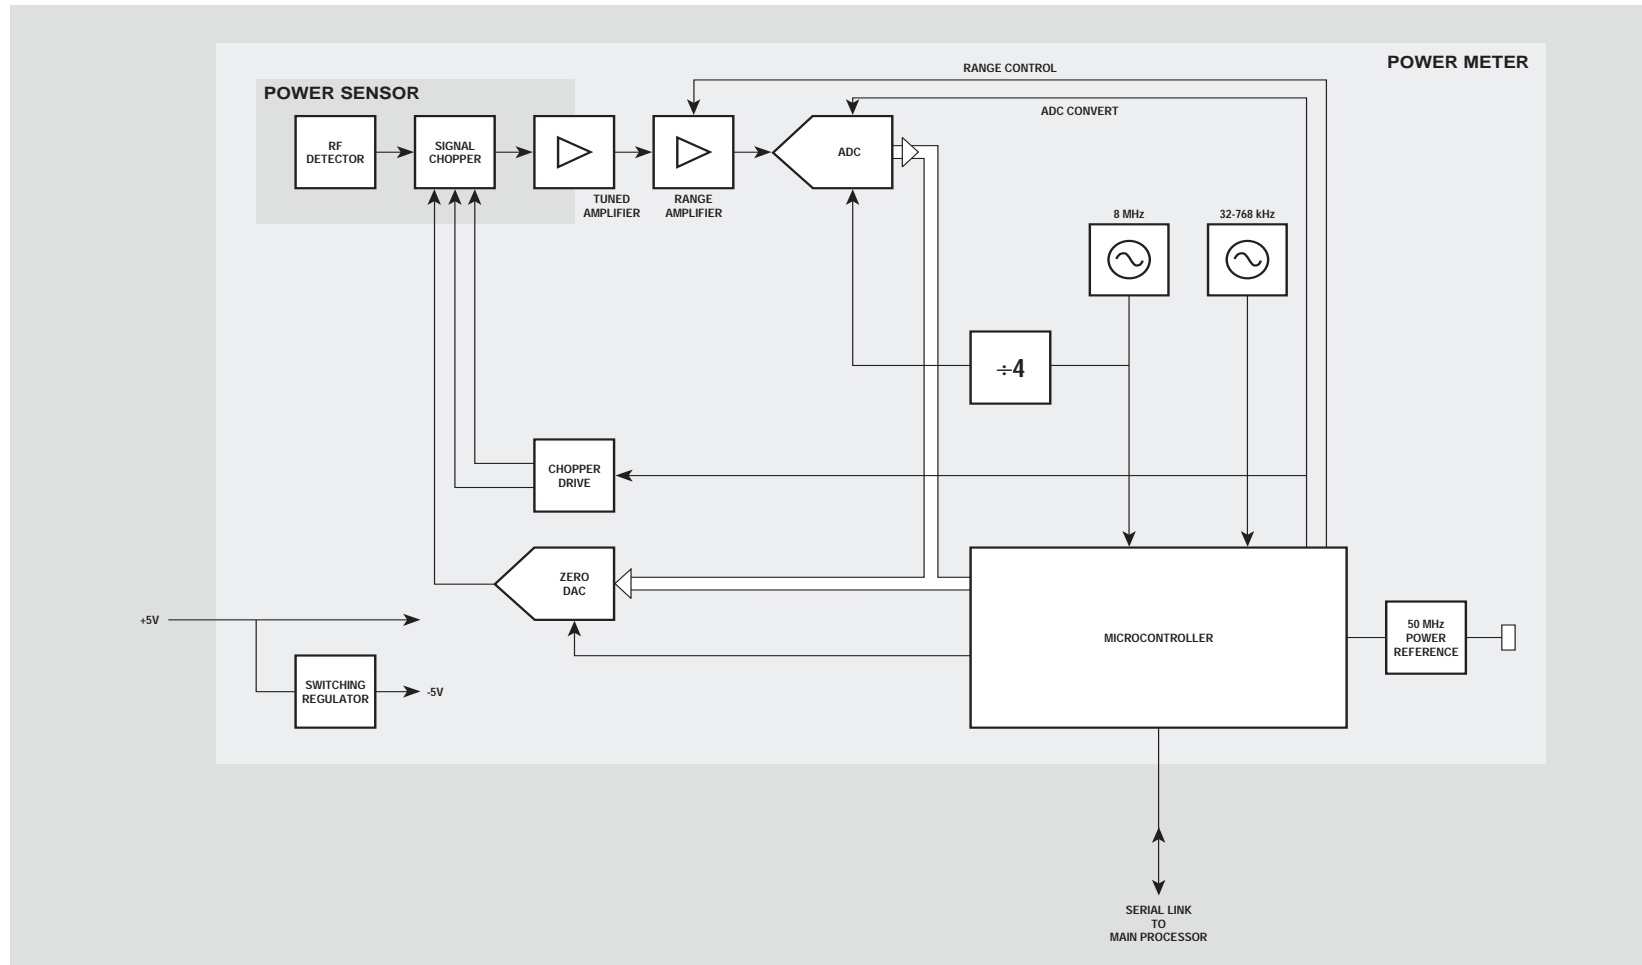 POWER METER
RANGE CONTROL
ADC CONVERT
POWER SENSOR
RF
DETECTOR
SIGNAL
CHOPPER
TUNED
AMPLIFIER
RANGE
AMPLIFIER
ADC
8 MHz
32-768 kHz
÷4
CHOPPER
DRIVE
ZERO
DAC
+5V
SWITCHING
REGULATOR
-5V
MICROCONTROLLER
50 MHz
POWER
REFERENCE
SERIAL LINK
TO
MAIN PROCESSOR